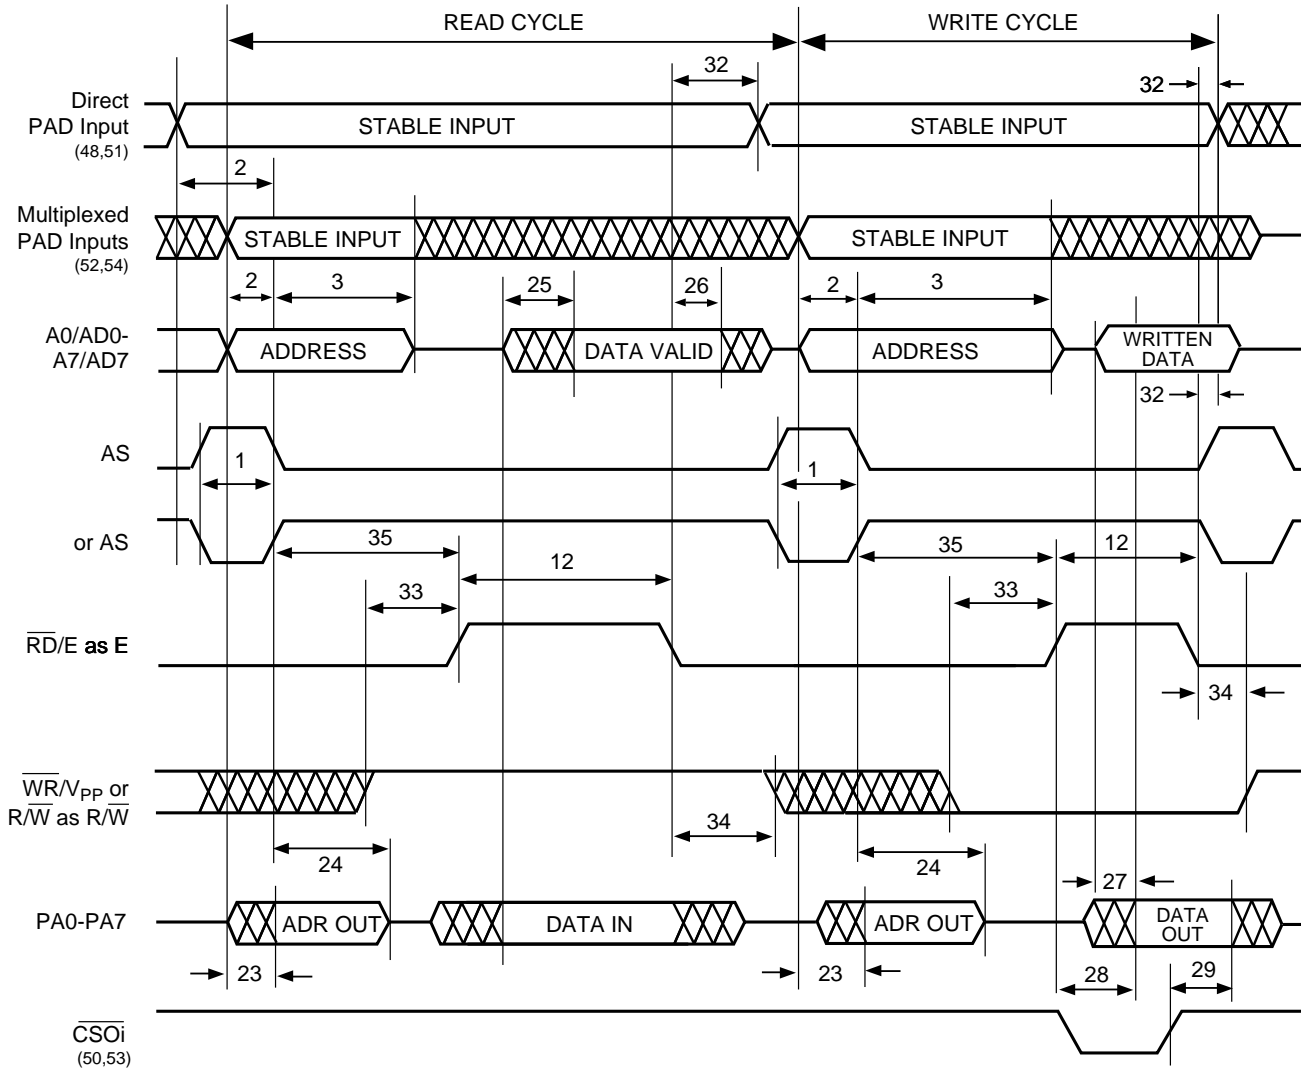 READ CYCLE
WRITE CYCLE
32
32
Direct
PAD Input
(48,51)
STABLE INPUT
STABLE INPUT
2
Multiplexed
PAD Inputs
(52,54)
STABLE INPUT
STABLE INPUT
2
3
25
26
2
3
A0/AD0-
A7/AD7
ADDRESS
DATA VALID
ADDRESS
WRITTEN
DATA
32
AS
1
1
or AS
35
12
35
12
33
33
RD/E as E
34
WR/VPP or
R/W as R/W
34
24
24
27
PA0-PA7
ADR OUT
DATA IN
ADR OUT
DATA
OUT
23
23
28
29
CSOi
(50,53)